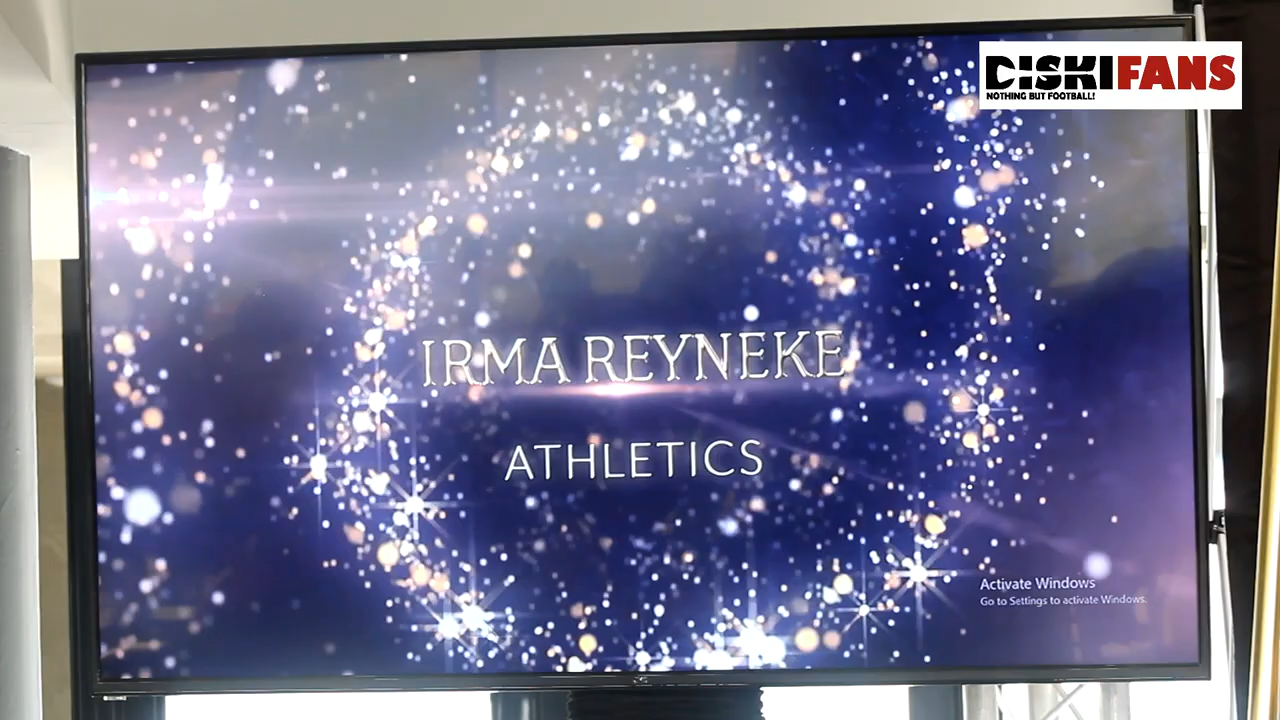 DISKIFANS
NOTHING BUT FOOTBALL!
IRMA REYNEKE
ATHLETICS
Activate Windows
Go to Settings to activate Windows.